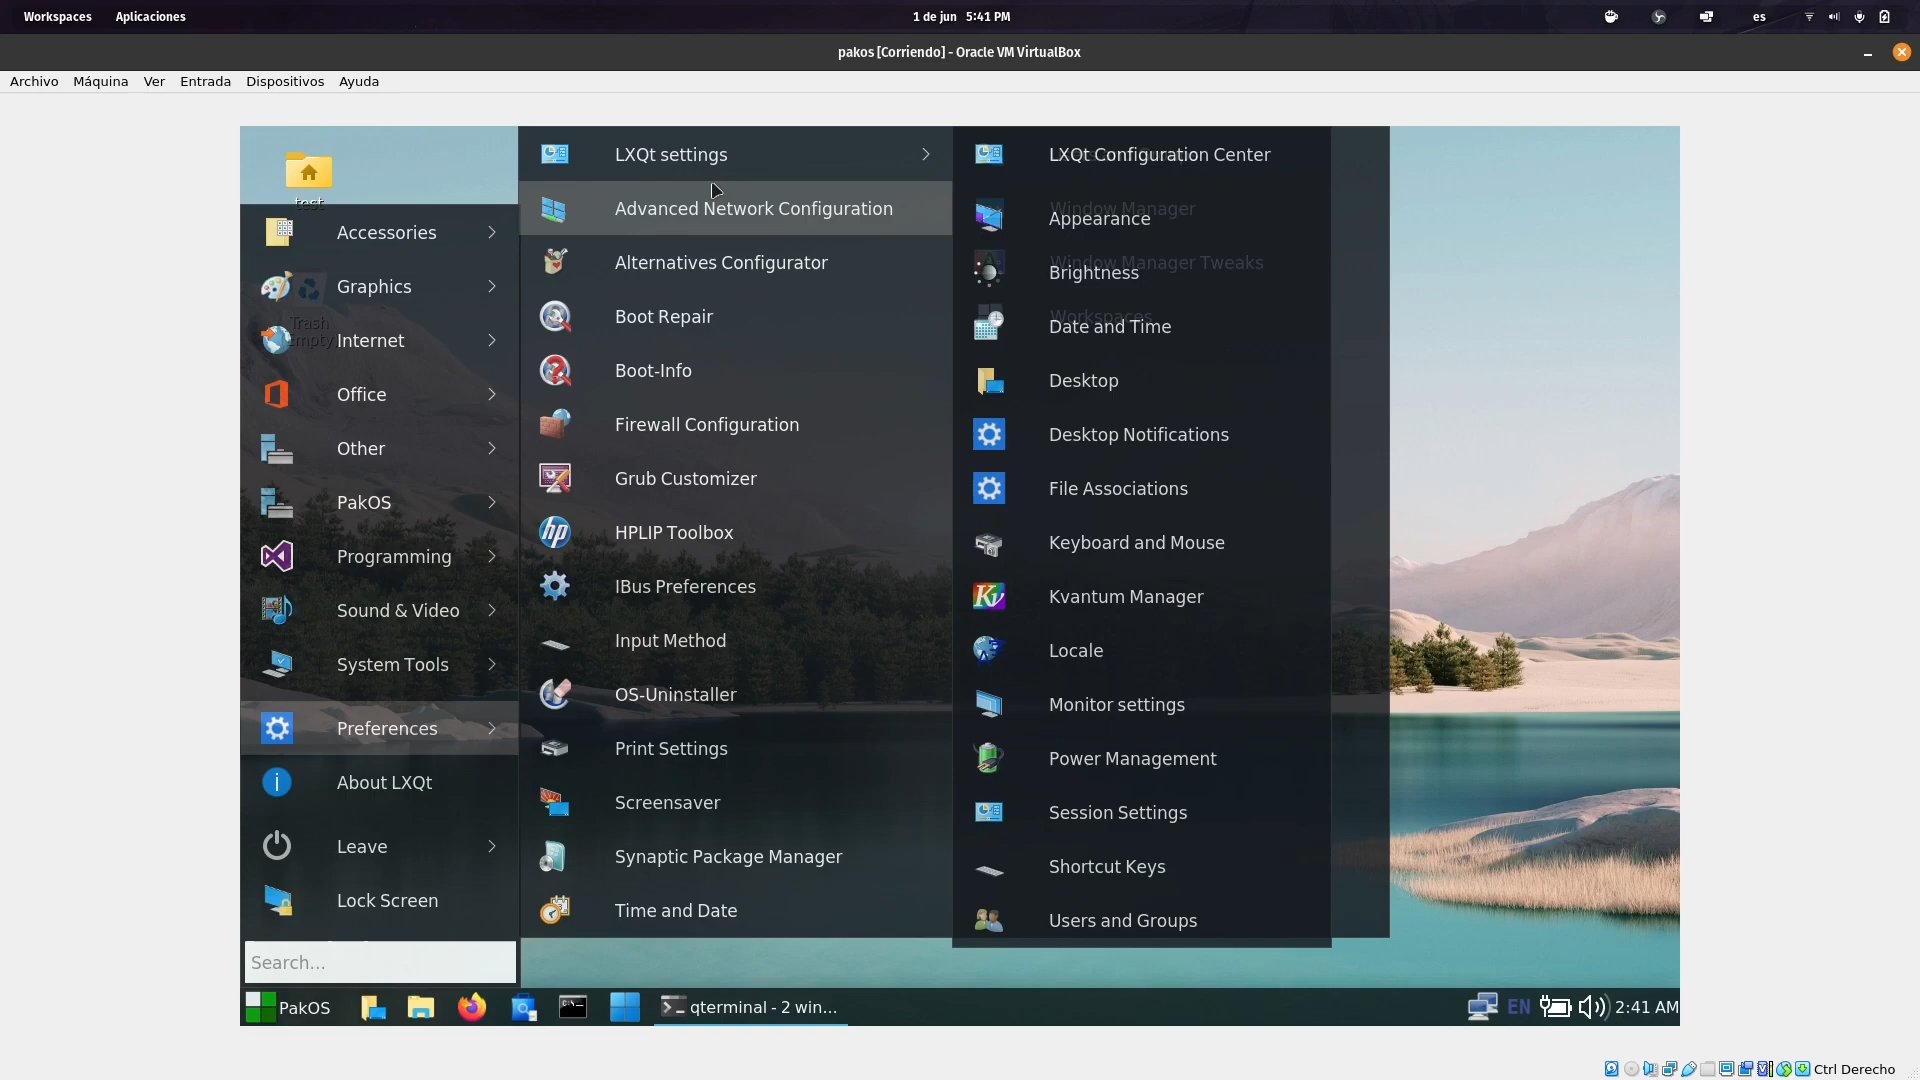 Workspaces Aplicaciones 1 de jun 5:41 PM es
pakos [Corriendo] - Oracle VM VirtualBox
Archivo Máquina Ver Entrada Dispositivos Ayuda
test
Trash
Empty
Accessories
Graphics
Internet
Office
Other
PakOS
Programming
Sound & Video
System Tools
Preferences
About LXQt
Leave
Lock Screen
Search...
LXQt settings
Advanced Network Configuration
Alternatives Configurator
Boot Repair
Boot-Info
Firewall Configuration
Grub Customizer
HPLIP Toolbox
IBus Preferences
Input Method
OS-Uninstaller
Print Settings
Screensaver
Synaptic Package Manager
Time and Date
LXQt Configuration Center
Window Manager
Appearance
Window Manager Tweaks
Brightness
Workspaces
Date and Time
Desktop
Desktop Notifications
File Associations
Keyboard and Mouse
Kvantum Manager
Locale
Monitor settings
Power Management
Session Settings
Shortcut Keys
Users and Groups
PakOS qterminal - 2 win... EN 2:41 AM
Ctrl Derecho